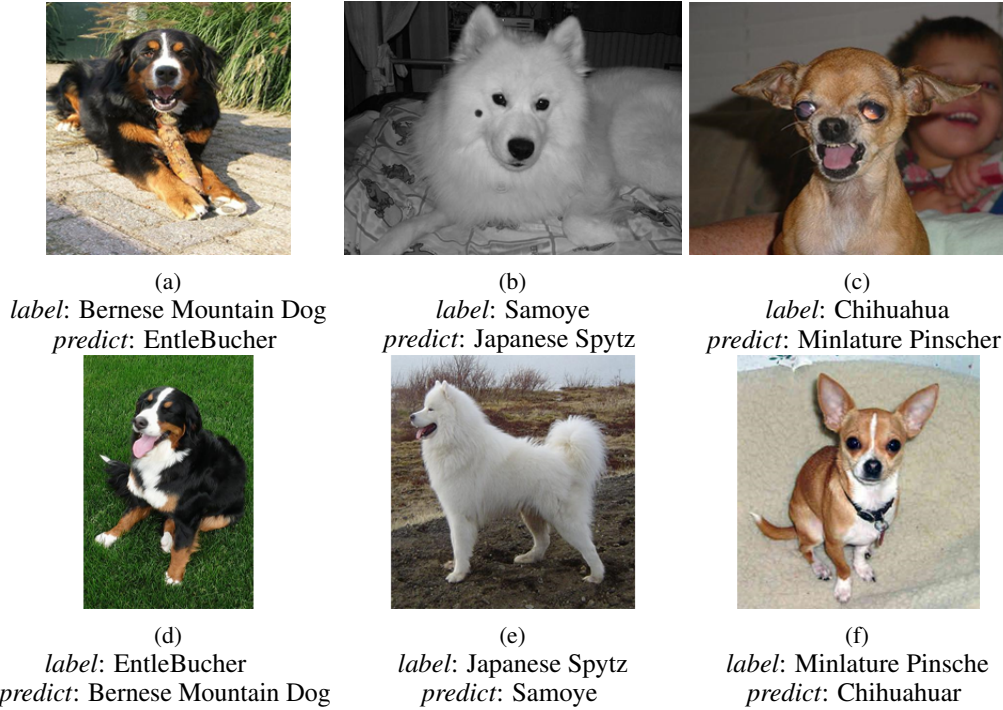 (a)
label: Bernese Mountain Dog
predict: EntleBucher
(b)
label: Samoye
predict: Japanese Spytz
(c)
label: Chihuahua
predict: Minlature Pinscher
(d)
label: EntleBucher
predict: Bernese Mountain Dog
(e)
label: Japanese Spytz
predict: Samoye
(f)
label: Minlature Pinsche
predict: Chihuahuar